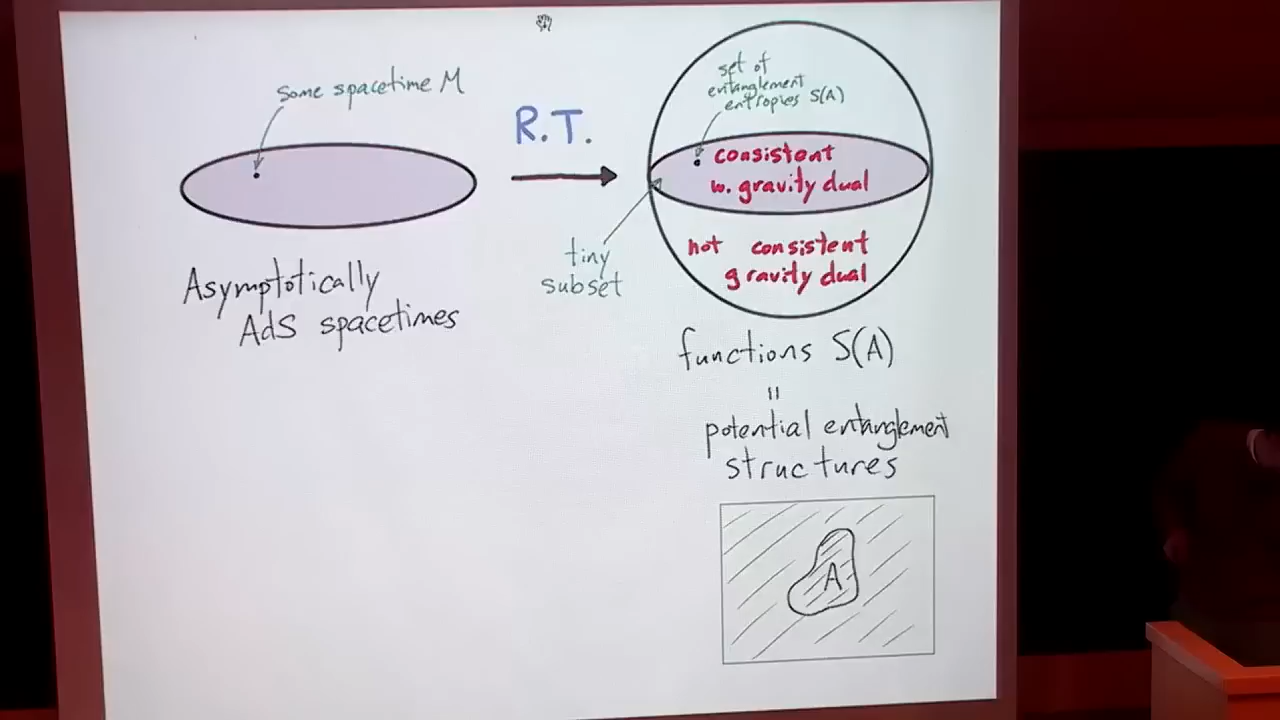 some spacetime M
Asymptotically
AdS spacetimes
R.T.
tiny
subset
set of
entanglement
entropies S(A)
consistent
w. gravity dual
not consistent
gravity dual
functions S(A)
=
potential entanglement
structures
A